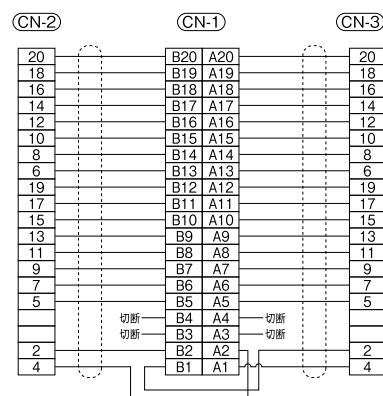 CN-2 CN-1 CN-3
20 B20 A20 20
18 B19 A19 18
16 B18 A18 16
14 B17 A17 14
12 B16 A16 12
10 B15 A15 10
8 B14 A14 8
6 B13 A13 6
19 B12 A12 19
17 B11 A11 17
15 B10 A10 15
13 B9 A9 13
11 B8 A8 11
9 B7 A7 9
7 B6 A6 7
5 B5 A5 5
切断 B4 A4 切断
切断 B3 A3 切断
2 B2 A2 2
4 B1 A1 4